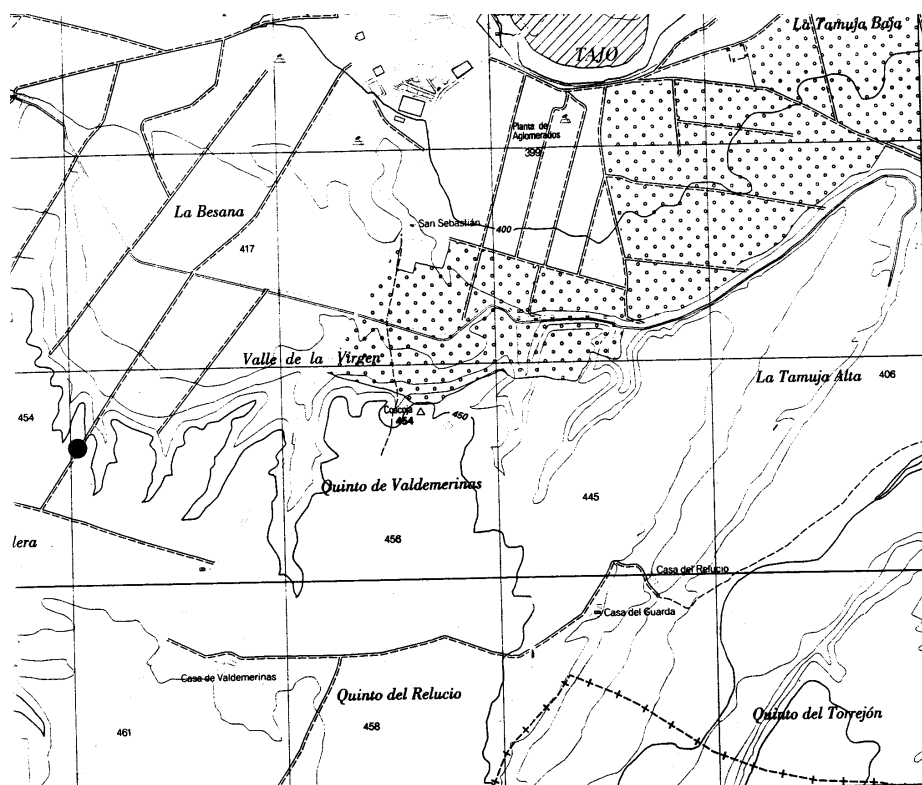 La Tamuja Baja
TAJO
Planta de
Aglomerados
399
La Besana
San Sebastián
400
417
Valle de la Virgen
La Tamuja Alta
406
454
Coscoja
454
450
Quinto de Valdemerinas
445
456
lera
Casa del Relucio
Casa del Guarda
Casa de Valdemerinas
Quinto del Relucio
Quinto del Torrejón
461
458